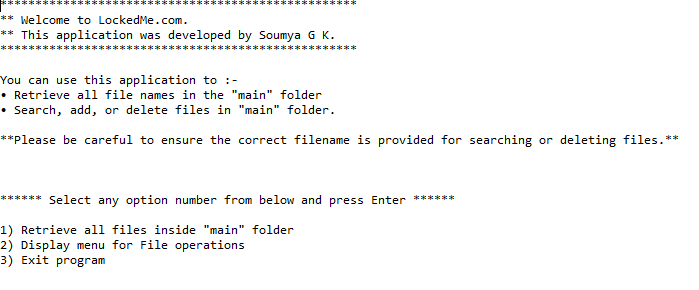 ***************************************************
** Welcome to LockedMe.com.
** This application was developed by Soumya G K.
***************************************************
You can use this application to :-
• Retrieve all file names in the "main" folder
• Search, add, or delete files in "main" folder.
**Please be careful to ensure the correct filename is provided for searching or deleting files.**
****** Select any option number from below and press Enter ******
1) Retrieve all files inside "main" folder
2) Display menu for File operations
3) Exit program